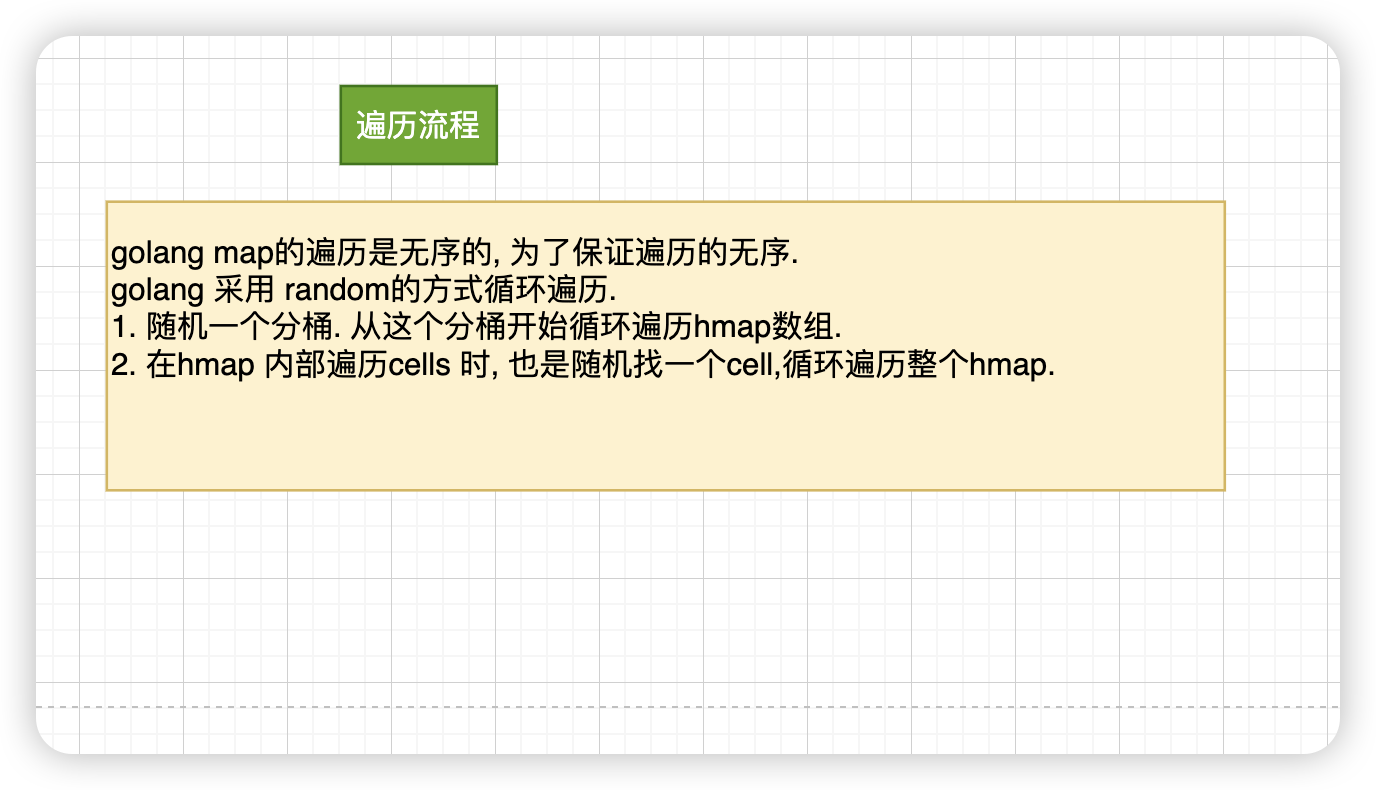 遍历流程
golang map的遍历是无序的, 为了保证遍历的无序.
golang 采用 random的方式循环遍历.
1. 随机一个分桶. 从这个分桶开始循环遍历hmap数组.
2. 在hmap 内部遍历cells 时, 也是随机找一个cell,循环遍历整个hmap.